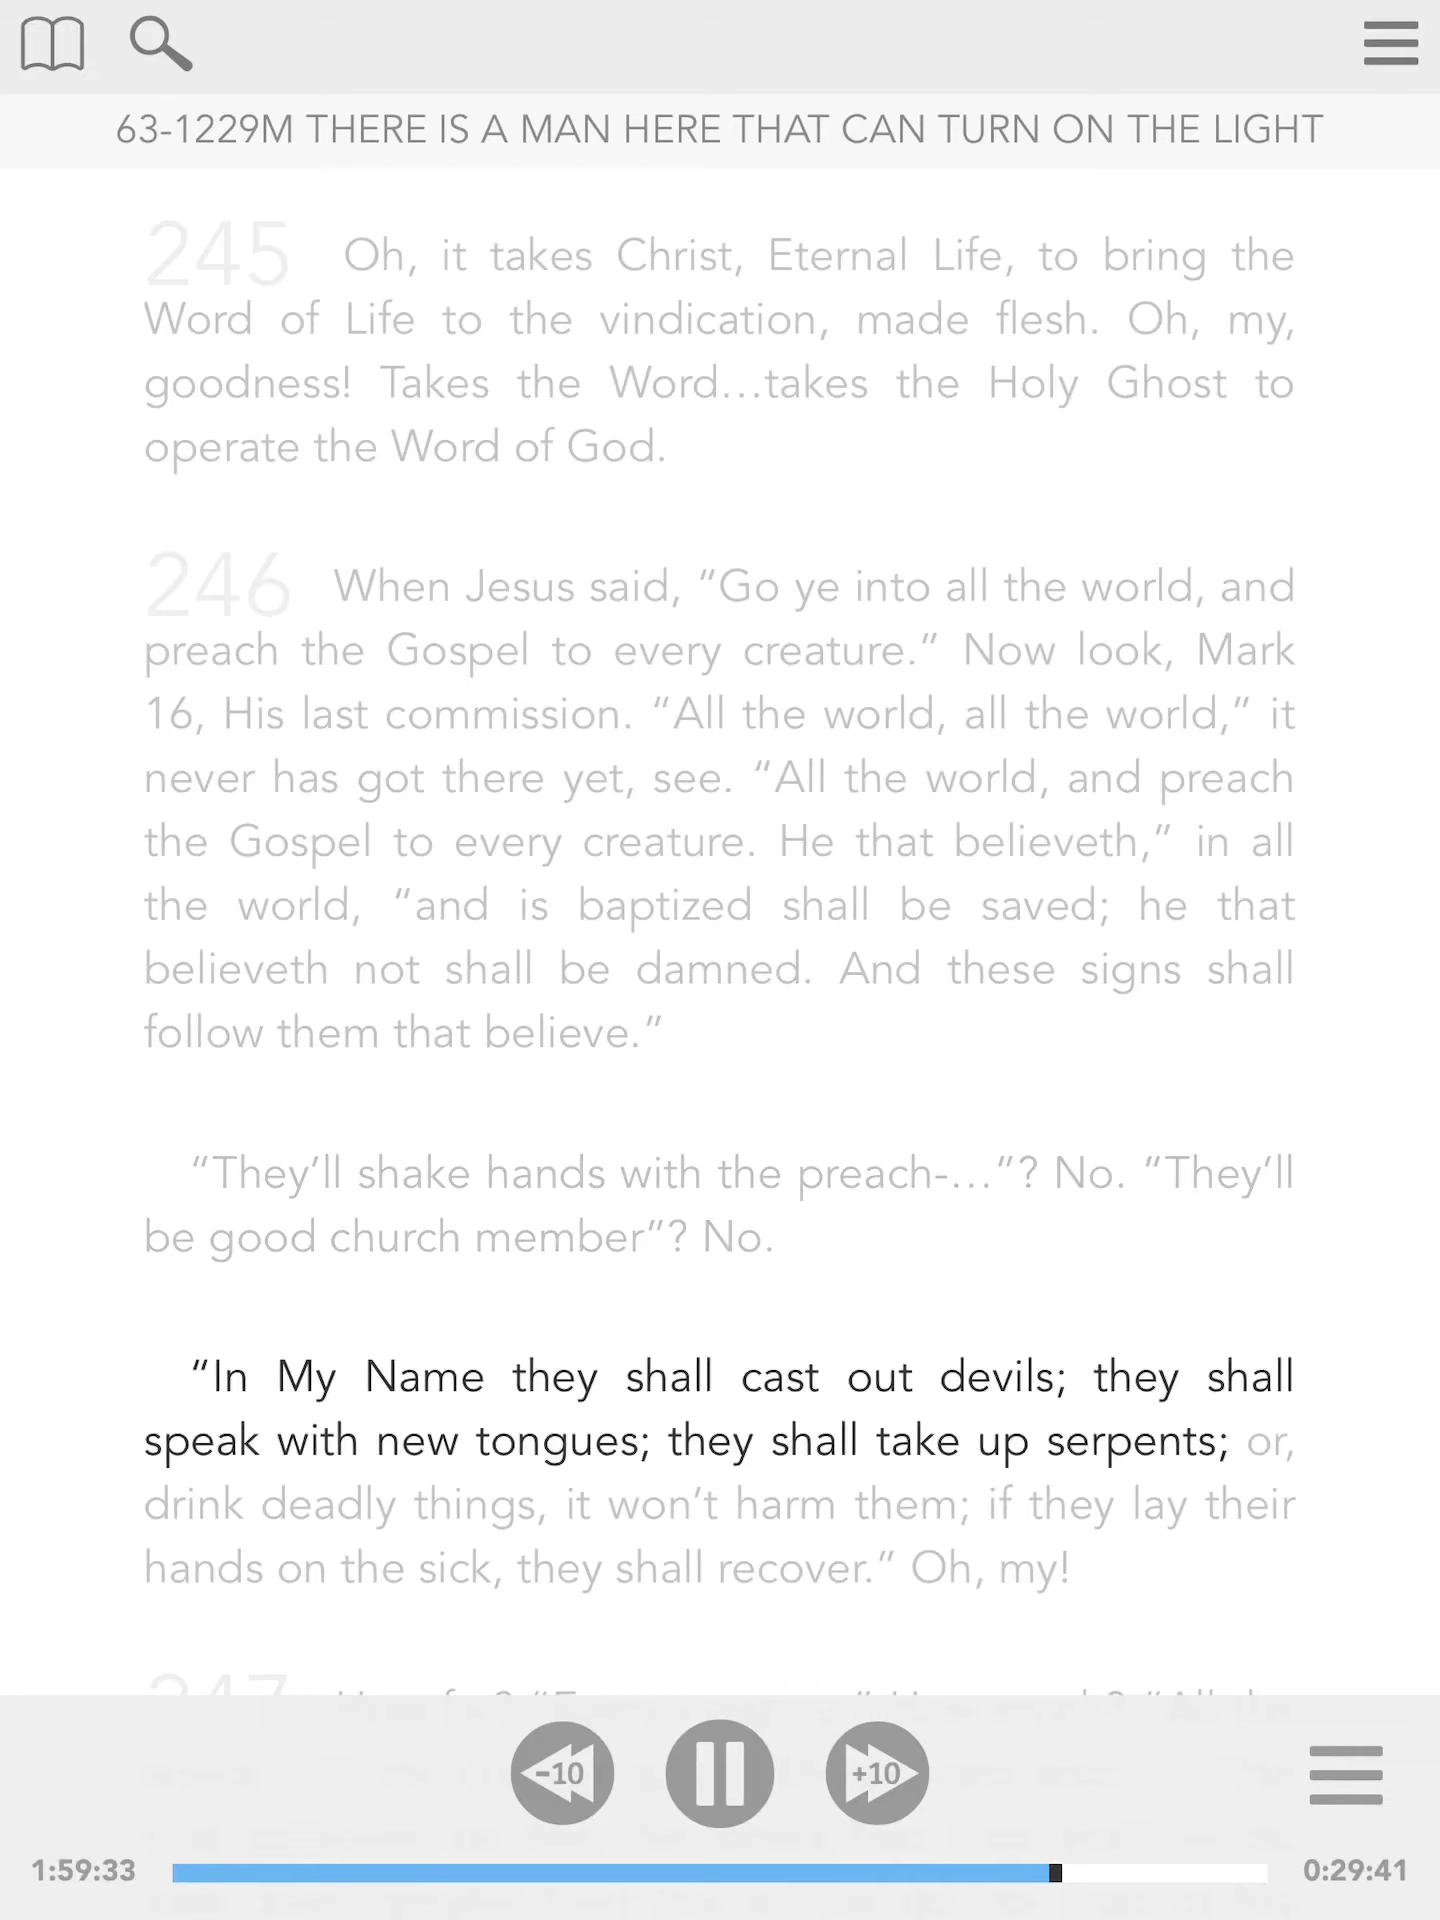 63-1229M THERE IS A MAN HERE THAT CAN TURN ON THE LIGHT
245 Oh, it takes Christ, Eternal Life, to bring the
Word of Life to the vindication, made flesh. Oh, my,
goodness! Takes the Word…takes the Holy Ghost to
operate the Word of God.
246 When Jesus said, “Go ye into all the world, and
preach the Gospel to every creature.” Now look, Mark
16, His last commission. “All the world, all the world,” it
never has got there yet, see. “All the world, and preach
the Gospel to every creature. He that believeth,” in all
the world, “and is baptized shall be saved; he that
believeth not shall be damned. And these signs shall
follow them that believe.”
“They’ll shake hands with the preach-…”? No. “They’ll
be good church member”? No.
“In My Name they shall cast out devils; they shall
speak with new tongues; they shall take up serpents; or,
drink deadly things, it won’t harm them; if they lay their
hands on the sick, they shall recover.” Oh, my!
247
-10 +10
1:59:33 0:29:41